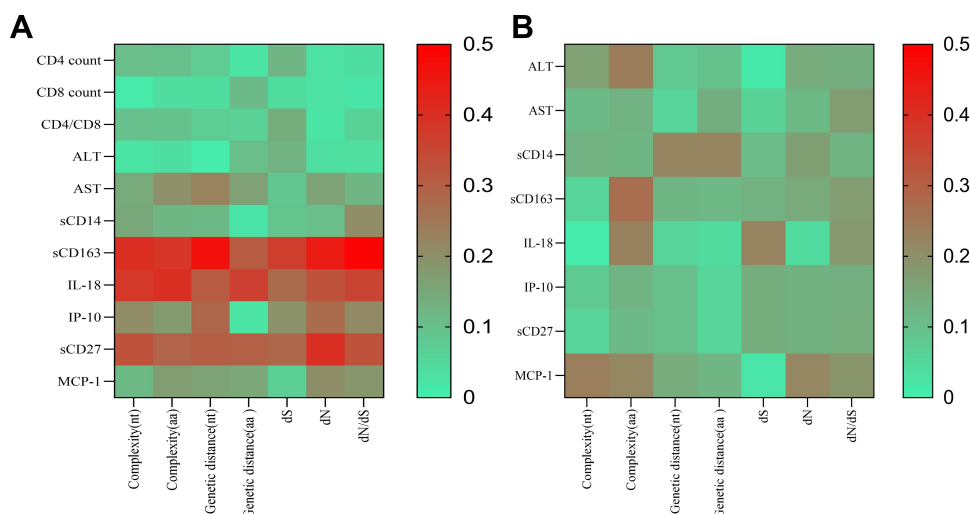 A
CD4 count
CD8 count
CD4/CD8
ALT
AST
sCD14
sCD163
IL-18
IP-10
sCD27
MCP-1
Complexity(nt)
Complexity(aa)
Genetic distance(nt)
Genetic distance(aa )
dS
dN
dN/dS
0.5
0.4
0.3
0.2
0.1
0
B
ALT
AST
sCD14
sCD163
IL-18
IP-10
sCD27
MCP-1
Complexity(nt)
Complexity(aa)
Genetic distance(nt)
Genetic distance(aa )
dS
dN
dN/dS
0.5
0.4
0.3
0.2
0.1
0